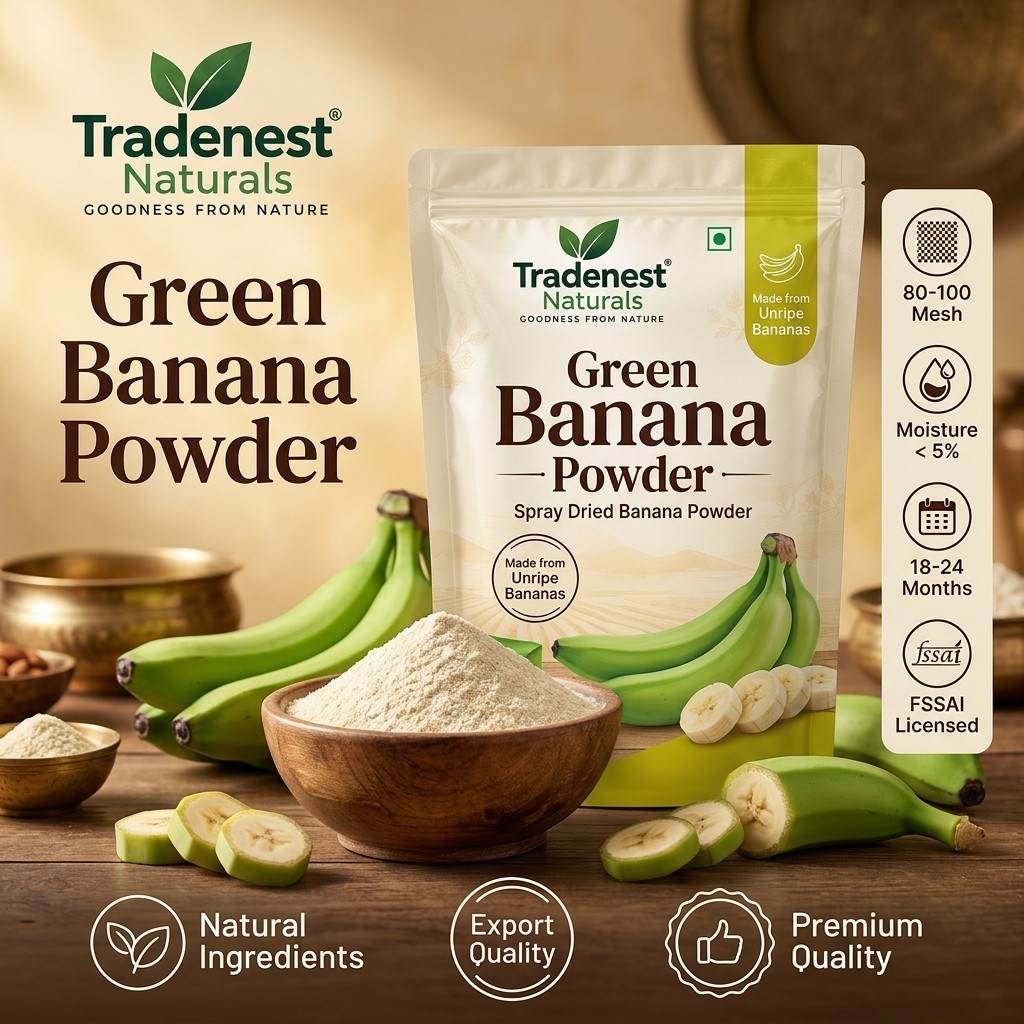 Tradenest®
Naturals
GOODNESS FROM NATURE
Green
Banana
Powder
Tradenest®
Naturals
GOODNESS FROM NATURE
Made from
Unripe
Bananas
Green
Banana
Powder
Spray Dried Banana Powder
Made from
Unripe
Bananas
80-100
Mesh
Moisture
< 5%
18-24
Months
fssai
FSSAI
Licensed
Natural
Ingredients
Export
Quality
Premium
Quality